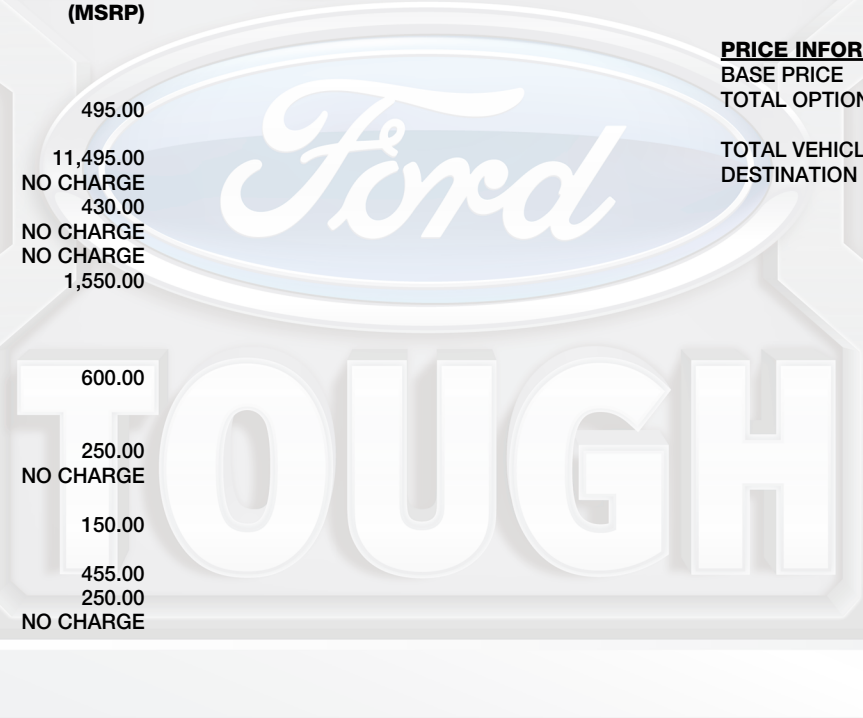 (MSRP)
495.00
11,495.00
NO CHARGE
430.00
NO CHARGE
NO CHARGE
1,550.00
600.00
250.00
NO CHARGE
150.00
455.00
250.00
NO CHARGE
PRICE INFOR
BASE PRICE
TOTAL OPTION
TOTAL VEHICL
DESTINATION
Ford
TOUGH